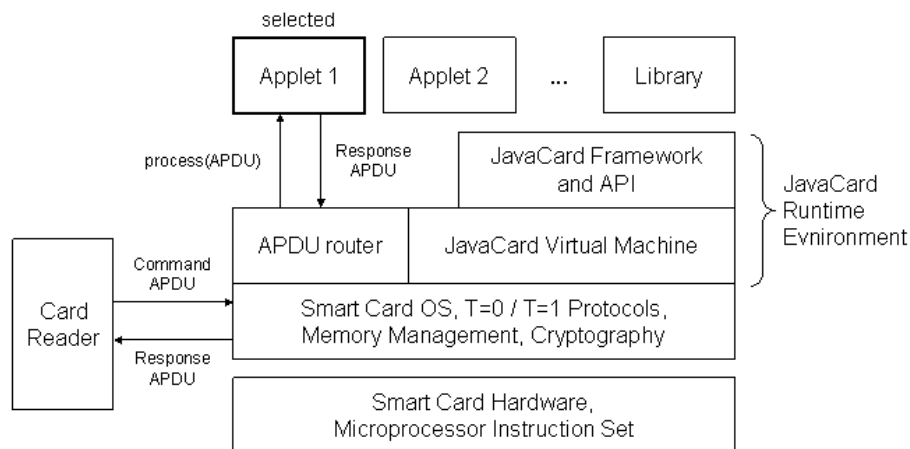 selected
Applet 1
Applet 2
...
Library
process(APDU)
Response
APDU
JavaCard Framework
and API
JavaCard
Runtime
Evnironment
APDU router
JavaCard Virtual Machine
Command
APDU
Card
Reader
Smart Card OS, T=0 / T=1 Protocols,
Memory Management, Cryptography
Response
APDU
Smart Card Hardware,
Microprocessor Instruction Set